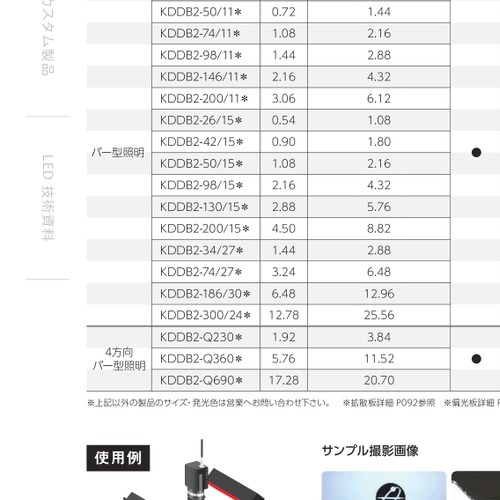 カスタム製品
LED 技術資料
KDDB2-50/11＊ 0.72 1.44
KDDB2-74/11＊ 1.08 2.16
KDDB2-98/11＊ 1.44 2.88
KDDB2-146/11＊ 2.16 4.32
KDDB2-200/11＊ 3.06 6.12
KDDB2-26/15＊ 0.54 1.08
KDDB2-42/15＊ 0.90 1.80
バー型照明 ●
KDDB2-50/15＊ 1.08 2.16
KDDB2-98/15＊ 2.16 4.32
KDDB2-130/15＊ 2.88 5.76
KDDB2-200/15＊ 4.50 8.82
KDDB2-34/27＊ 1.44 2.88
KDDB2-74/27＊ 3.24 6.48
KDDB2-186/30＊ 6.48 12.96
KDDB2-300/24＊ 12.78 25.56
KDDB2-Q230＊ 1.92 3.84
4方向
バー型照明
KDDB2-Q360＊ 5.76 11.52 ●
KDDB2-Q690＊ 17.28 20.70
※上記以外の製品のサイズ・発光色は営業へお問い合わせ下さい。 ※拡散板詳細 P092参照 ※偏光板詳細
使用例
サンプル撮影画像